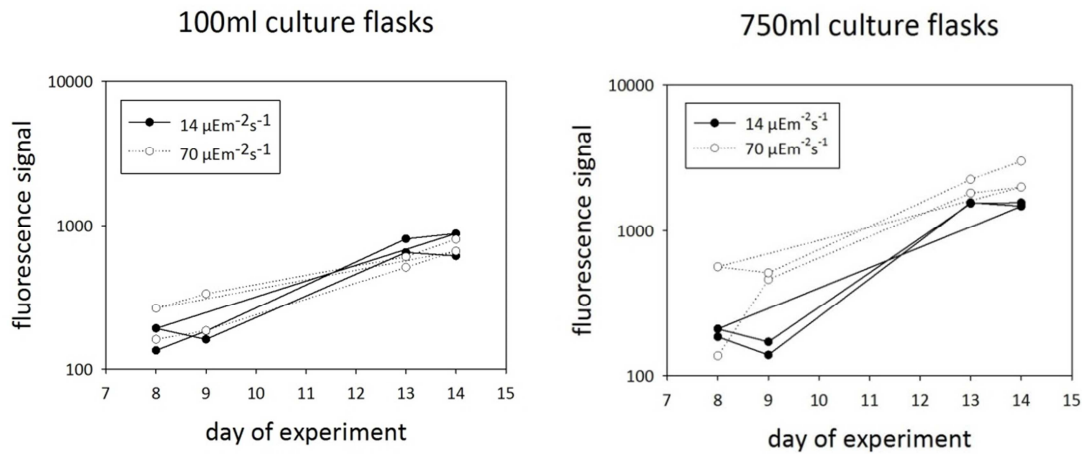 100ml culture flasks
10000
1000
100
14 µEm-2s-1
70 µEm-2s-1
fluorescence signal
7 8 9 10 11 12 13 14 15
day of experiment
750ml culture flasks
10000
1000
100
14 µEm-2s-1
70 µEm-2s-1
fluorescence signal
7 8 9 10 11 12 13 14 15
day of experiment